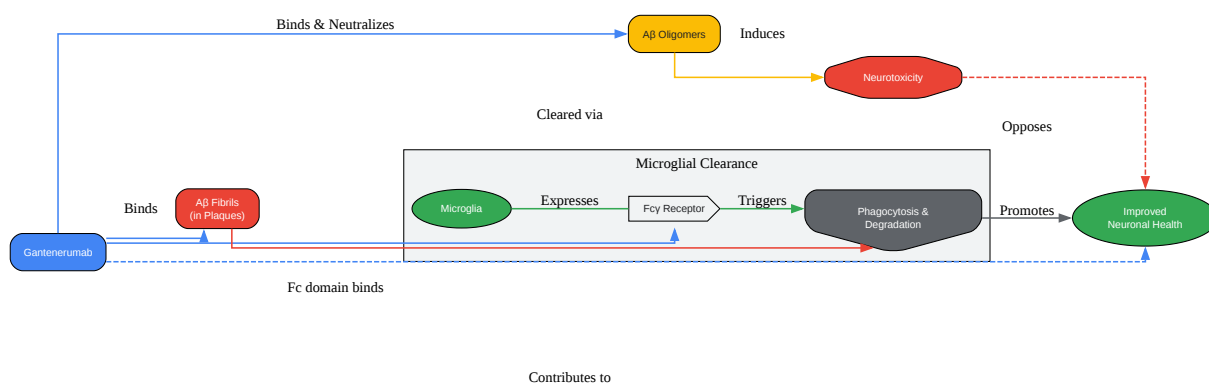 Binds & Neutralizes
Aβ Oligomers
Induces
Neurotoxicity
Cleared via
Opposes
Microglial Clearance
Binds
Aβ Fibrils
(in Plaques)
Microglia
Expresses
Fcγ Receptor
Triggers
Phagocytosis &
Degradation
Promotes
Improved
Neuronal Health
Gantenerumab
Fc domain binds
Contributes to